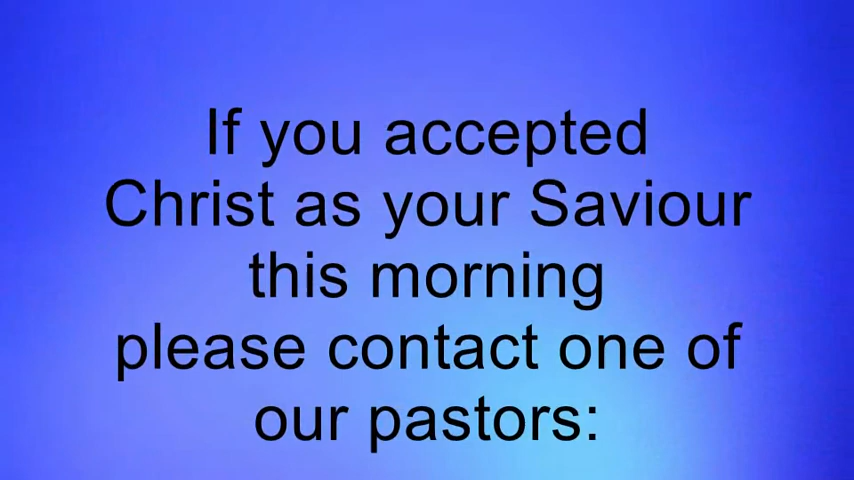 If you accepted
Christ as your Saviour
this morning
please contact one of
our pastors: